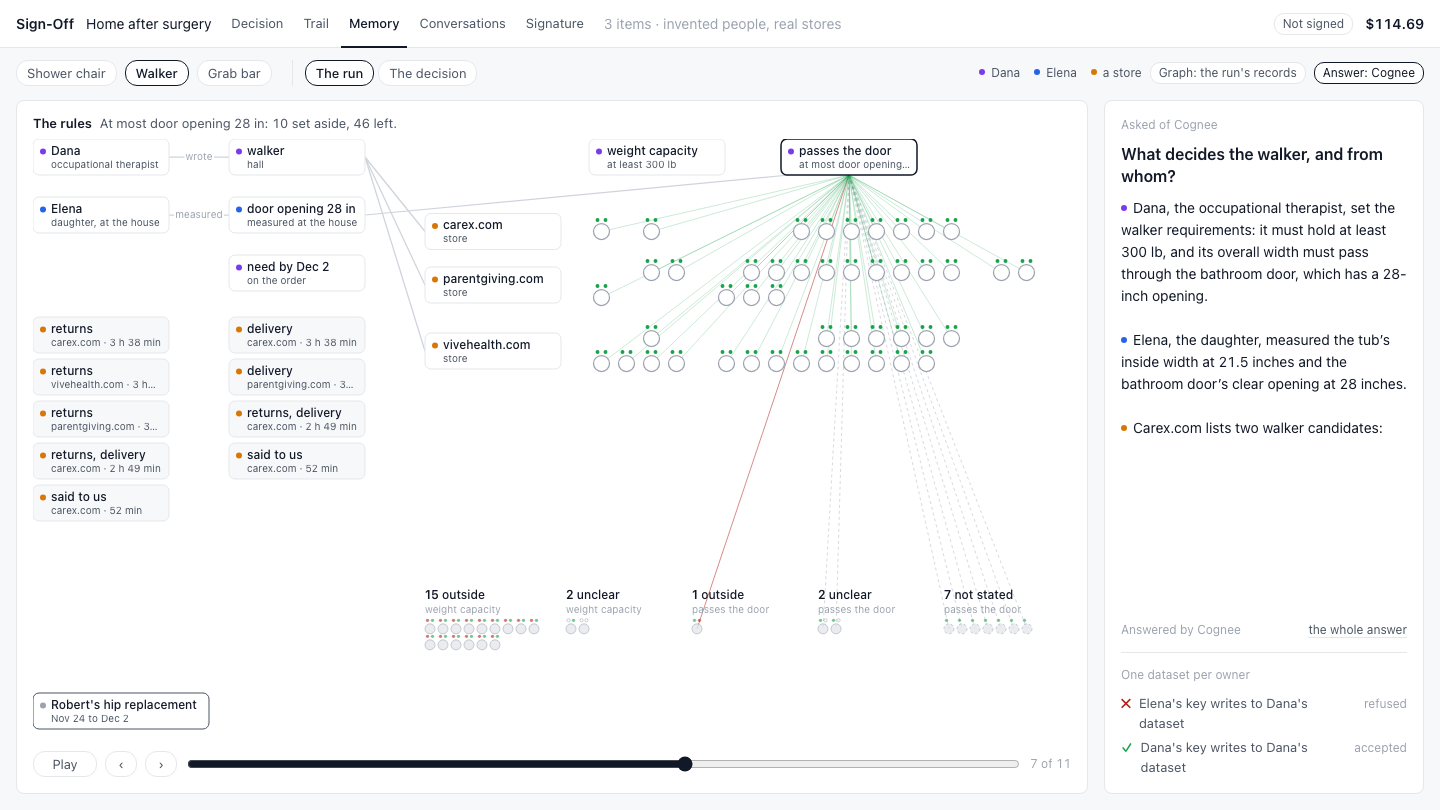 Sign-Off Home after surgery Decision Trail Memory Conversations Signature 3 items · invented people, real stores Not signed $114.69
Shower chair Walker Grab bar The run The decision Dana Elena a store Graph: the run's records Answer: Cognee
The rules At most door opening 28 in: 10 set aside, 46 left.
Dana
occupational therapist
wrote
walker
hall
weight capacity
at least 300 lb
passes the door
at most door opening...
Elena
daughter, at the house
measured
door opening 28 in
measured at the house
carex.com
store
need by Dec 2
on the order
parentgiving.com
store
vivehealth.com
store
returns
carex.com · 3 h 38 min
delivery
carex.com · 3 h 38 min
returns
vivehealth.com · 3 h...
delivery
parentgiving.com · 3...
returns
parentgiving.com · 3...
returns, delivery
carex.com · 2 h 49 min
returns, delivery
carex.com · 2 h 49 min
said to us
carex.com · 52 min
said to us
carex.com · 52 min
15 outside
weight capacity
2 unclear
weight capacity
1 outside
passes the door
2 unclear
passes the door
7 not stated
passes the door
Robert's hip replacement
Nov 24 to Dec 2
Play ‹ › 7 of 11
Asked of Cognee
What decides the walker, and from
whom?
Dana, the occupational therapist, set the
walker requirements: it must hold at least
300 lb, and its overall width must pass
through the bathroom door, which has a 28-
inch opening.
Elena, the daughter, measured the tub’s
inside width at 21.5 inches and the
bathroom door’s clear opening at 28 inches.
Carex.com lists two walker candidates:
Answered by Cognee the whole answer
One dataset per owner
Elena's key writes to Dana's
dataset
refused
Dana's key writes to Dana's
dataset
accepted